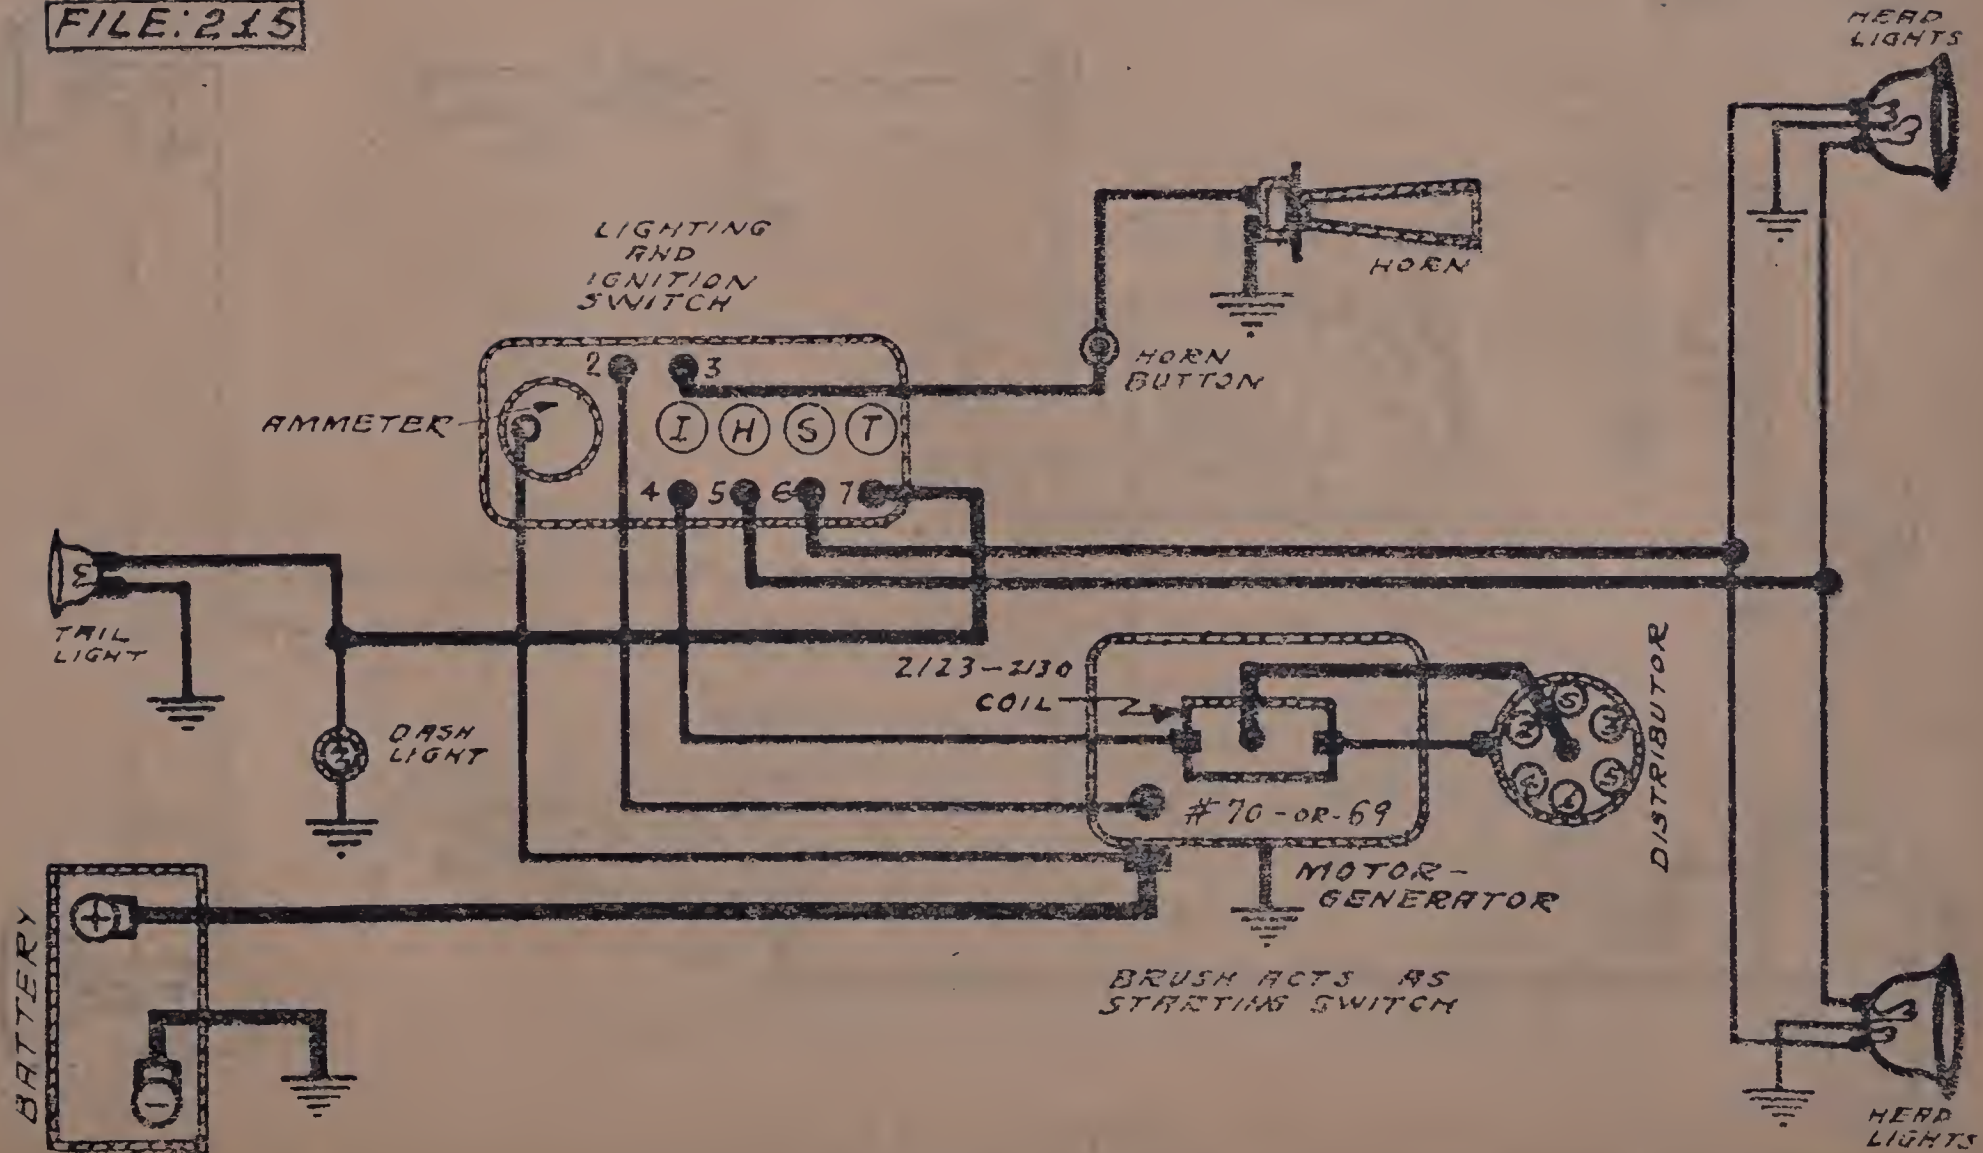 FILE: 215
HEAD
LIGHTS
LIGHTING
AND
IGNITION
SWITCH
HORN
2 3
HORN
BUTTON
AMMETER
I H S T
4 5 6 7
TAIL
LIGHT
2123-2130
COIL
DASH
LIGHT
DISTRIBUTOR
# 70-OR-69
MOTOR-
GENERATOR
BATTERY
+
-
BRUSH ACTS AS
STARTING SWITCH
HEAD
LIGHTS